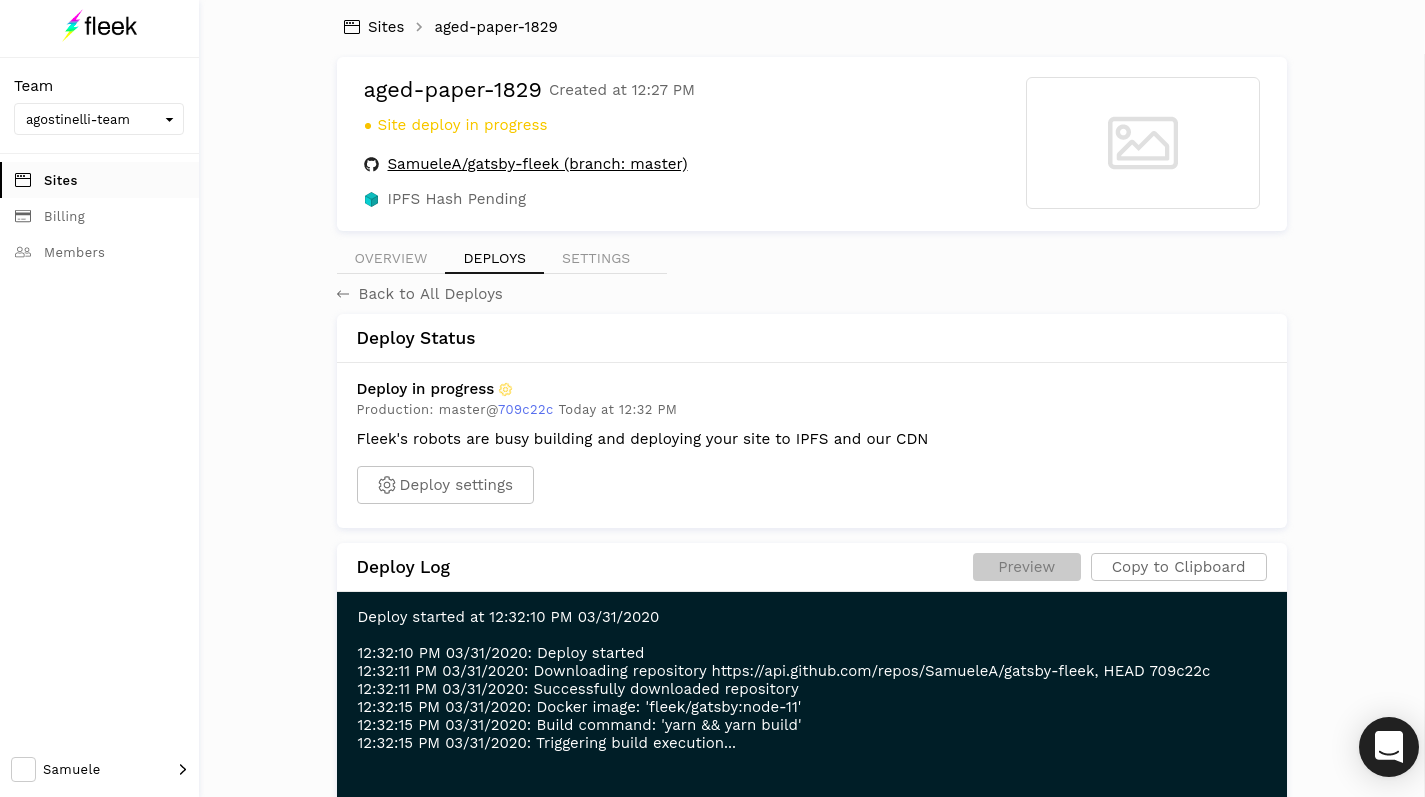 fleek
Team
agostinelli-team
Sites
Billing
Members
Samuele
Sites aged-paper-1829
aged-paper-1829 Created at 12:27 PM
Site deploy in progress
SamueleA/gatsby-fleek (branch: master)
IPFS Hash Pending
OVERVIEW DEPLOYS SETTINGS
Back to All Deploys
Deploy Status
Deploy in progress
Production: master@709c22c Today at 12:32 PM
Fleek's robots are busy building and deploying your site to IPFS and our CDN
Deploy settings
Deploy Log Preview Copy to Clipboard
Deploy started at 12:32:10 PM 03/31/2020
12:32:10 PM 03/31/2020: Deploy started
12:32:11 PM 03/31/2020: Downloading repository https://api.github.com/repos/SamueleA/gatsby-fleek, HEAD 709c22c
12:32:11 PM 03/31/2020: Successfully downloaded repository
12:32:15 PM 03/31/2020: Docker image: 'fleek/gatsby:node-11'
12:32:15 PM 03/31/2020: Build command: 'yarn && yarn build'
12:32:15 PM 03/31/2020: Triggering build execution...